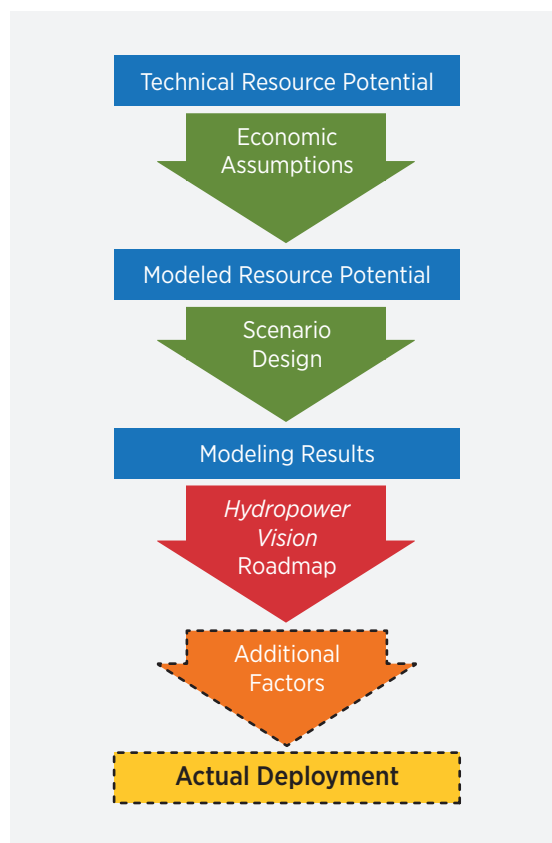 Technical Resource Potential
Economic
Assumptions
Modeled Resource Potential
Scenario
Design
Modeling Results
Hydropower
Vision
Roadmap
Additional
Factors
Actual Deployment